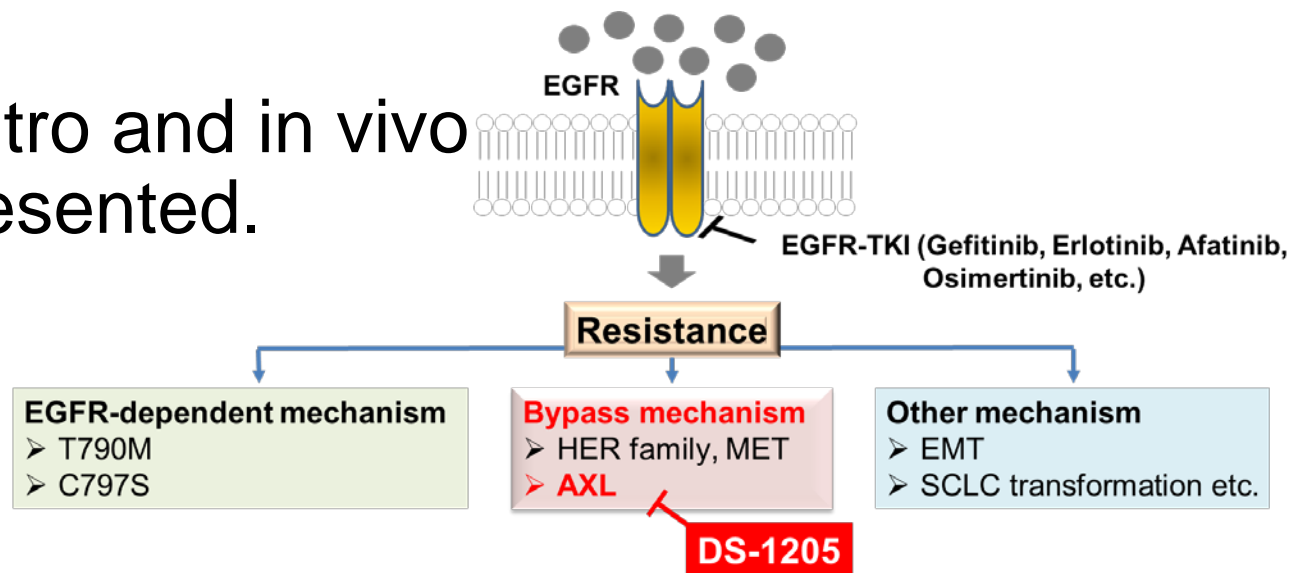 EGFR
tro and in vivo
esented.
EGFR-TKI (Gefitinib, Erlotinib, Afatinib,
Osimertinib, etc.)
Resistance
EGFR-dependent mechanism
➢ T790M
➢ C797S
Bypass mechanism
➢ HER family, MET
➢ AXL
Other mechanism
➢ EMT
➢ SCLC transformation etc.
DS-1205